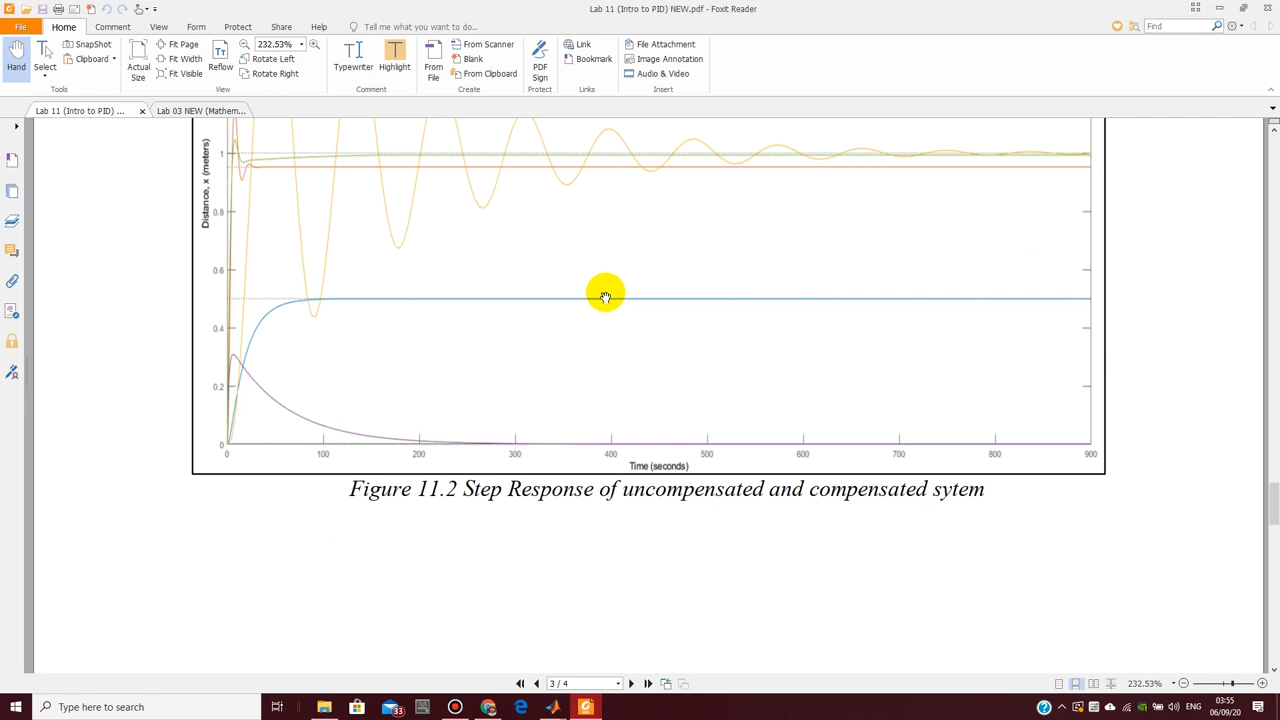 Lab 11 (Intro to PID) NEW.pdf - Foxit Reader
File Home Comment View Form Protect Share Help Tell me what you want to do.. Find
Hand Select SnapShot Clipboard Actual Size Fit Page Fit Width Fit Visible Reflow 232.53% Rotate Left Rotate Right Typewriter Highlight From File From Scanner Blank From Clipboard PDF Sign Link Bookmark File Attachment Image Annotation Audio & Video
Tools View Comment Create Protect Links Insert
Lab 11 (Intro to PID) ... Lab 03 NEW (Mathem...
Distance, x (meters)
1
0.8
0.6
0.4
0.2
0
0 100 200 300 400 500 600 700 800 900
Time (seconds)
Figure 11.2 Step Response of uncompensated and compensated sytem
3 / 4 232.53%
Type here to search 33 ENG 03:55
06/09/20